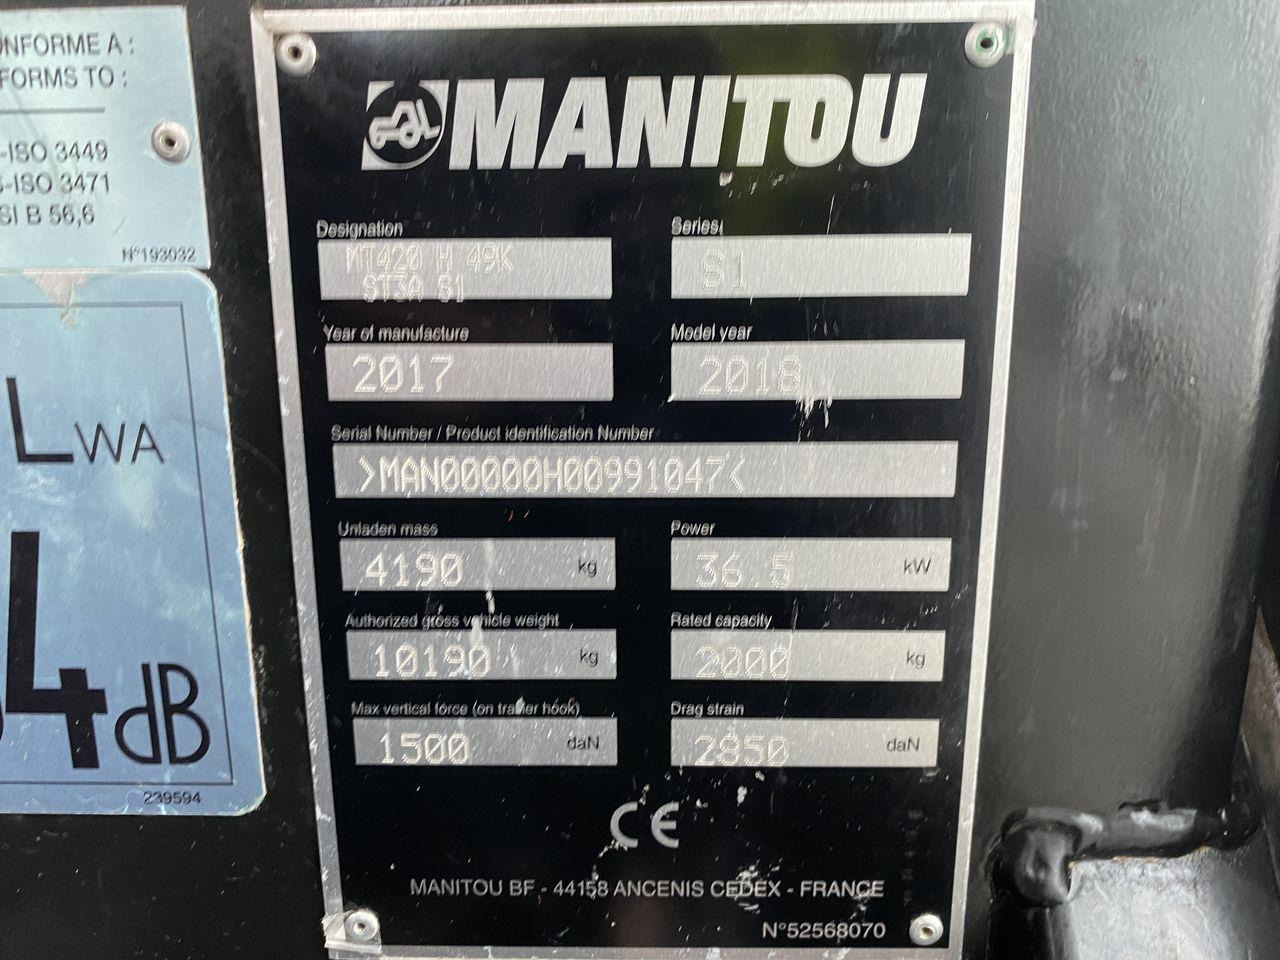 ONFORME A :
FORMS TO :
-ISO 3449
-ISO 3471
SI B 56,6
N°193032
LWA
4dB
239594
MANITOU
Designation
MT420 H 49K
ST3A S1
Series
S1
Year of manufacture
2017
Model year
2018
Serial Number / Product identification Number
>MAN00000H00991047<
Unladen mass
4190 kg
Power
36.5 kW
Authorized gross vehicle weight
10190 kg
Rated capacity
2000 kg
Max vertical force (on trailer hook)
1500 daN
Drag strain
2850 daN
CE
MANITOU BF - 44158 ANCENIS CEDEX - FRANCE
N°52568070